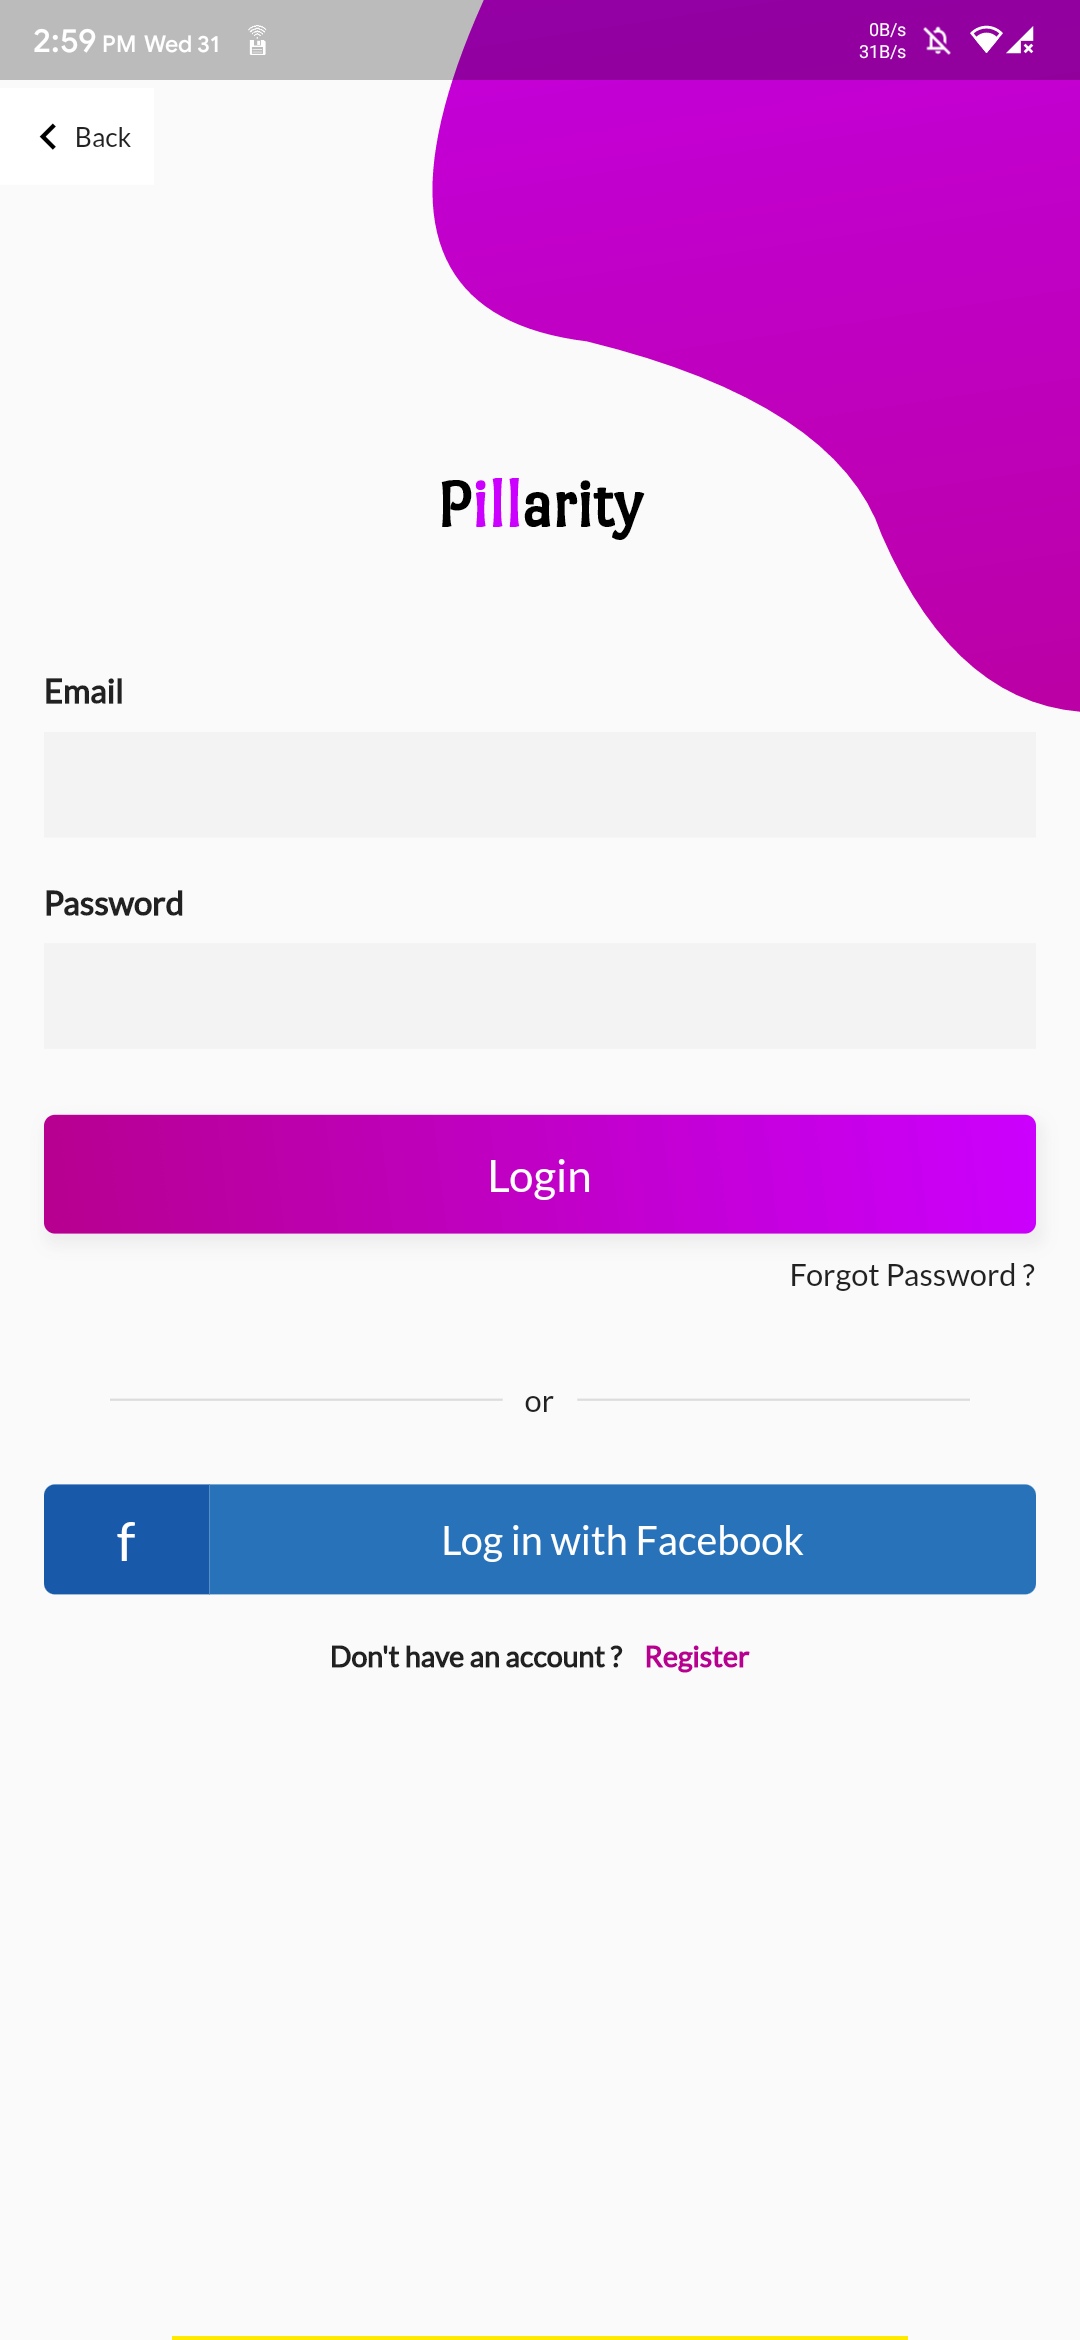 2:59 PM Wed 31
0B/s
31B/s
Back
Pillarity
Email
Password
Login
Forgot Password ?
or
f
Log in with Facebook
Don't have an account ? Register